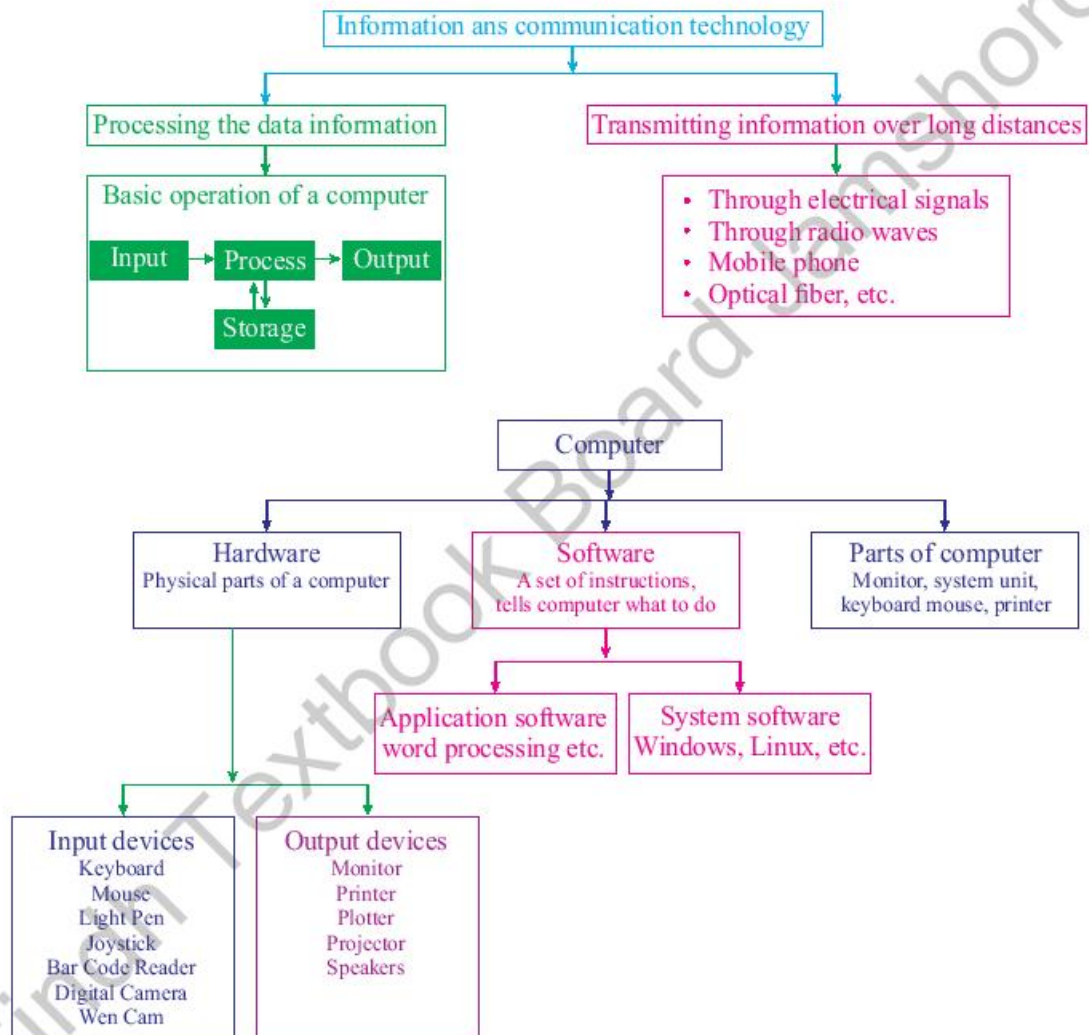 Information ans communication technology
Processing the data information
Transmitting information over long distances
Basic operation of a computer
Input
Process
Output
Storage
• Through electrical signals
• Through radio waves
• Mobile phone
• Optical fiber, etc.
Computer
Hardware
Physical parts of a computer
Software
A set of instructions,
tells computer what to do
Parts of computer
Monitor, system unit,
keyboard mouse, printer
Application software
word processing etc.
System software
Windows, Linux, etc.
Input devices
Keyboard
Mouse
Light Pen
Joystick
Bar Code Reader
Digital Camera
Wen Cam
Output devices
Monitor
Printer
Plotter
Projector
Speakers
Sindh Textbook Board Jamshoro